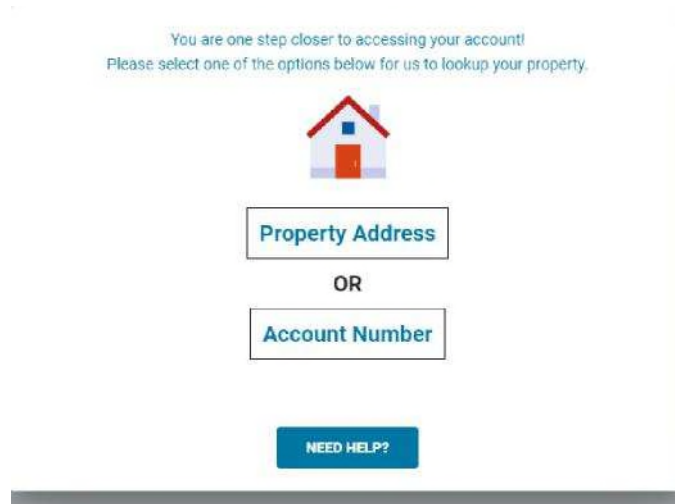 You are one step closer to accessing your account!
Please select one of the options below for us to lookup your property.
Property Address
OR
Account Number
NEED HELP?